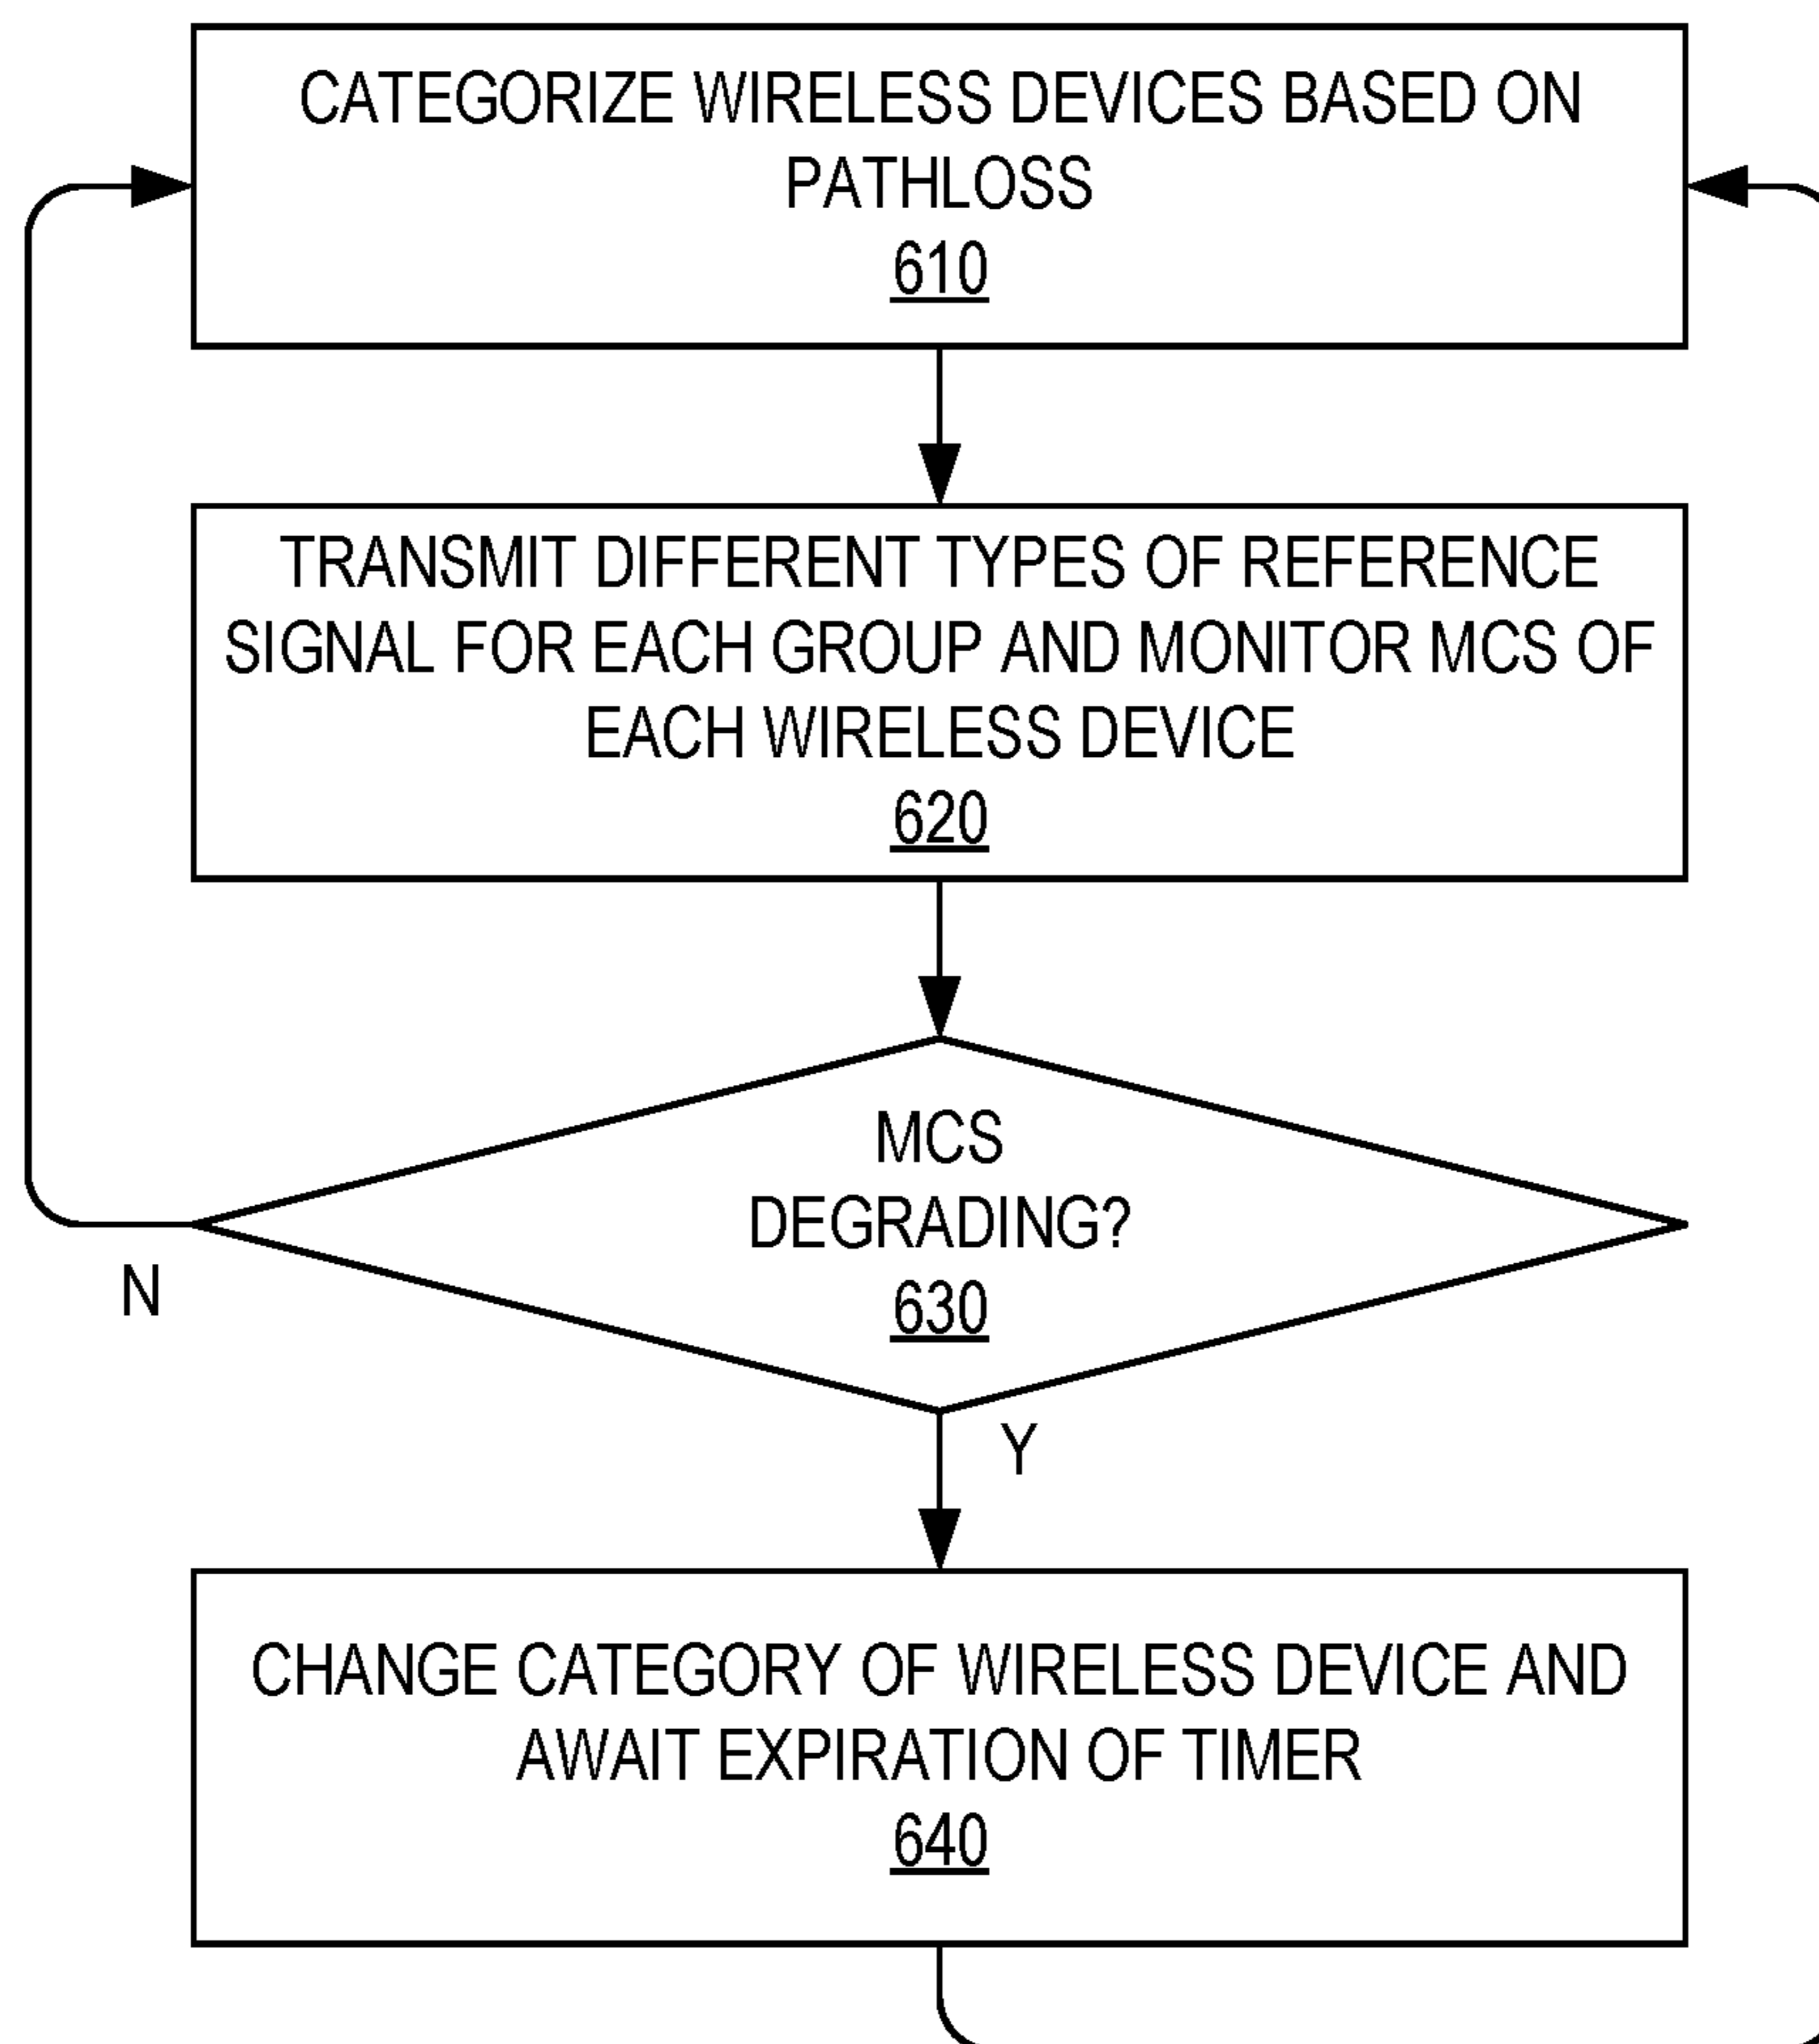 CATEGORIZE WIRELESS DEVICES BASED ON
PATHLOSS
610
TRANSMIT DIFFERENT TYPES OF REFERENCE
SIGNAL FOR EACH GROUP AND MONITOR MCS OF
EACH WIRELESS DEVICE
620
MCS
DEGRADING?
630
N
Y
CHANGE CATEGORY OF WIRELESS DEVICE AND
AWAIT EXPIRATION OF TIMER
640